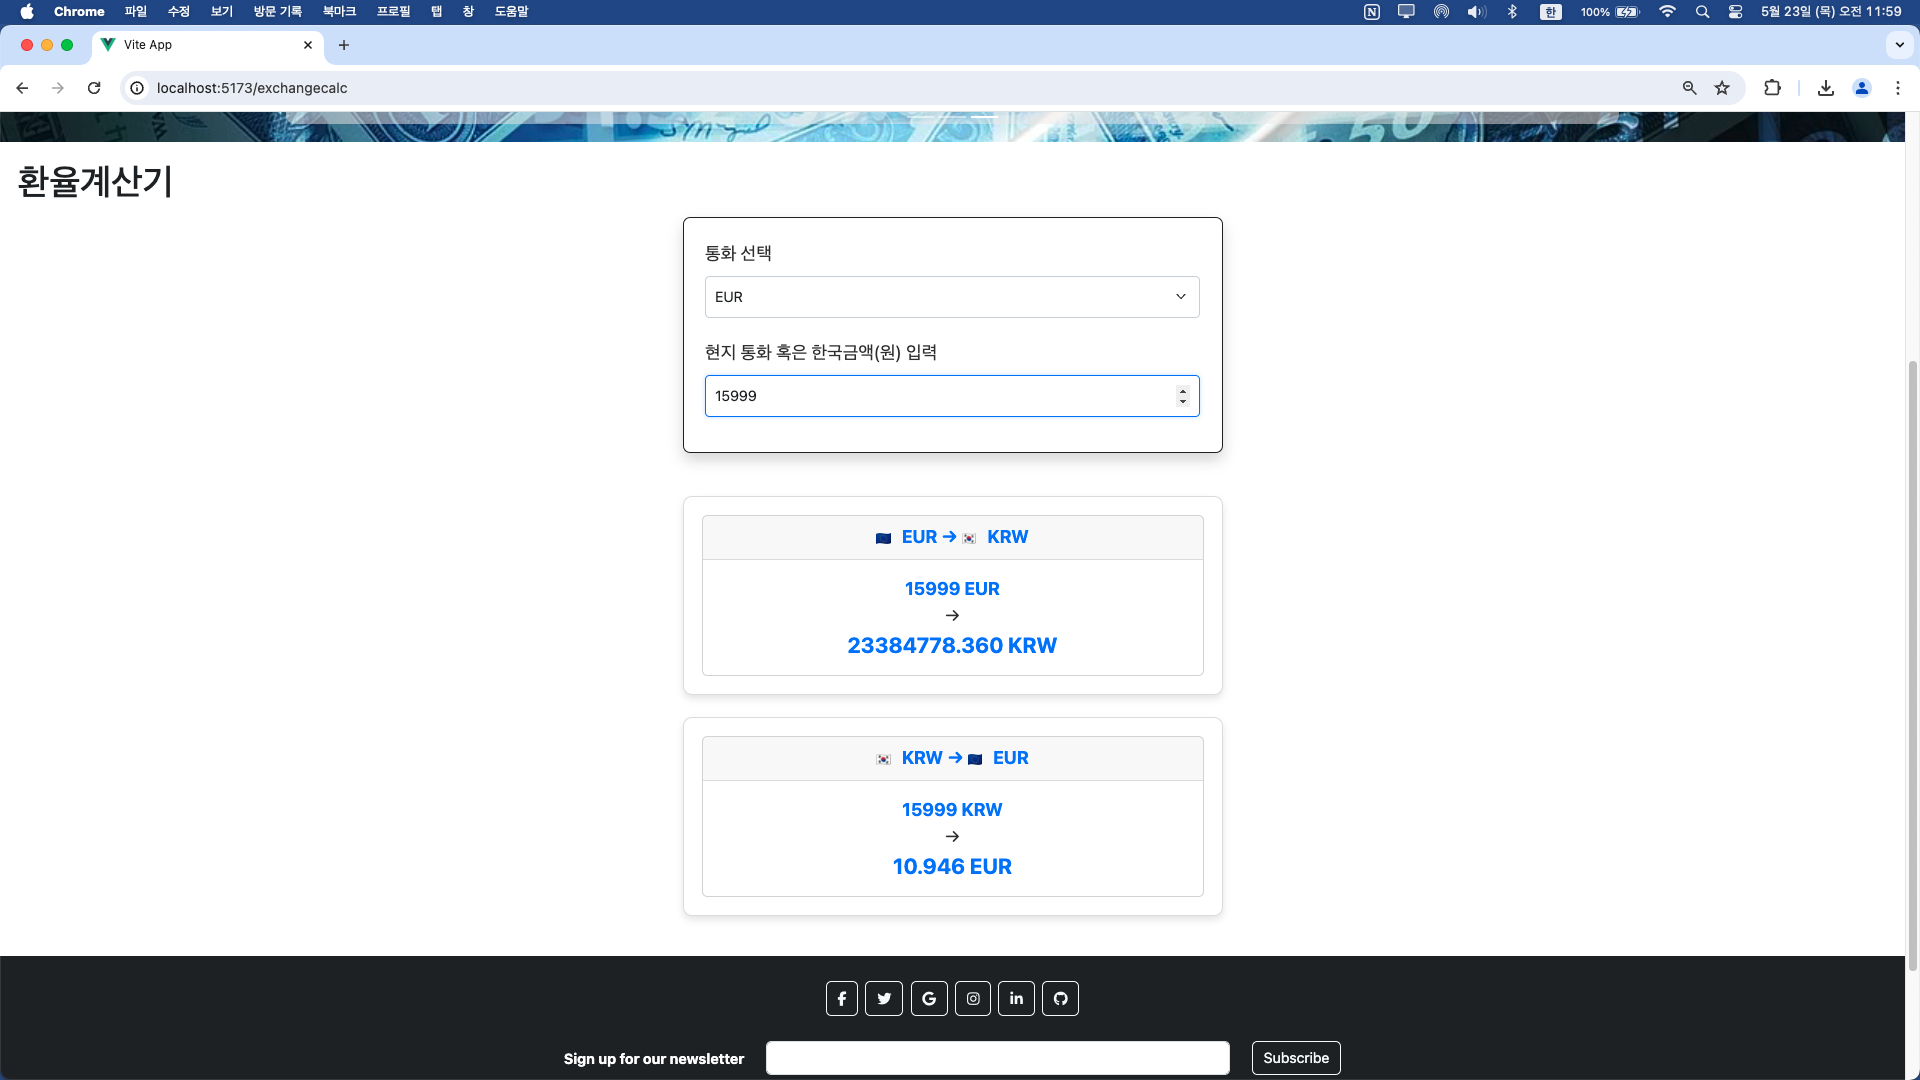 Chrome 파일 수정 보기 방문 기록 북마크 프로필 탭 창 도움말 한 100% 5월 23일 (목) 오전 11:59
Vite App
localhost:5173/exchangecalc
50
환율계산기
통화 선택
EUR
현지 통화 혹은 한국금액(원) 입력
15999
EUR → KRW
15999 EUR
→
23384778.360 KRW
KRW → EUR
15999 KRW
→
10.946 EUR
Sign up for our newsletter Subscribe